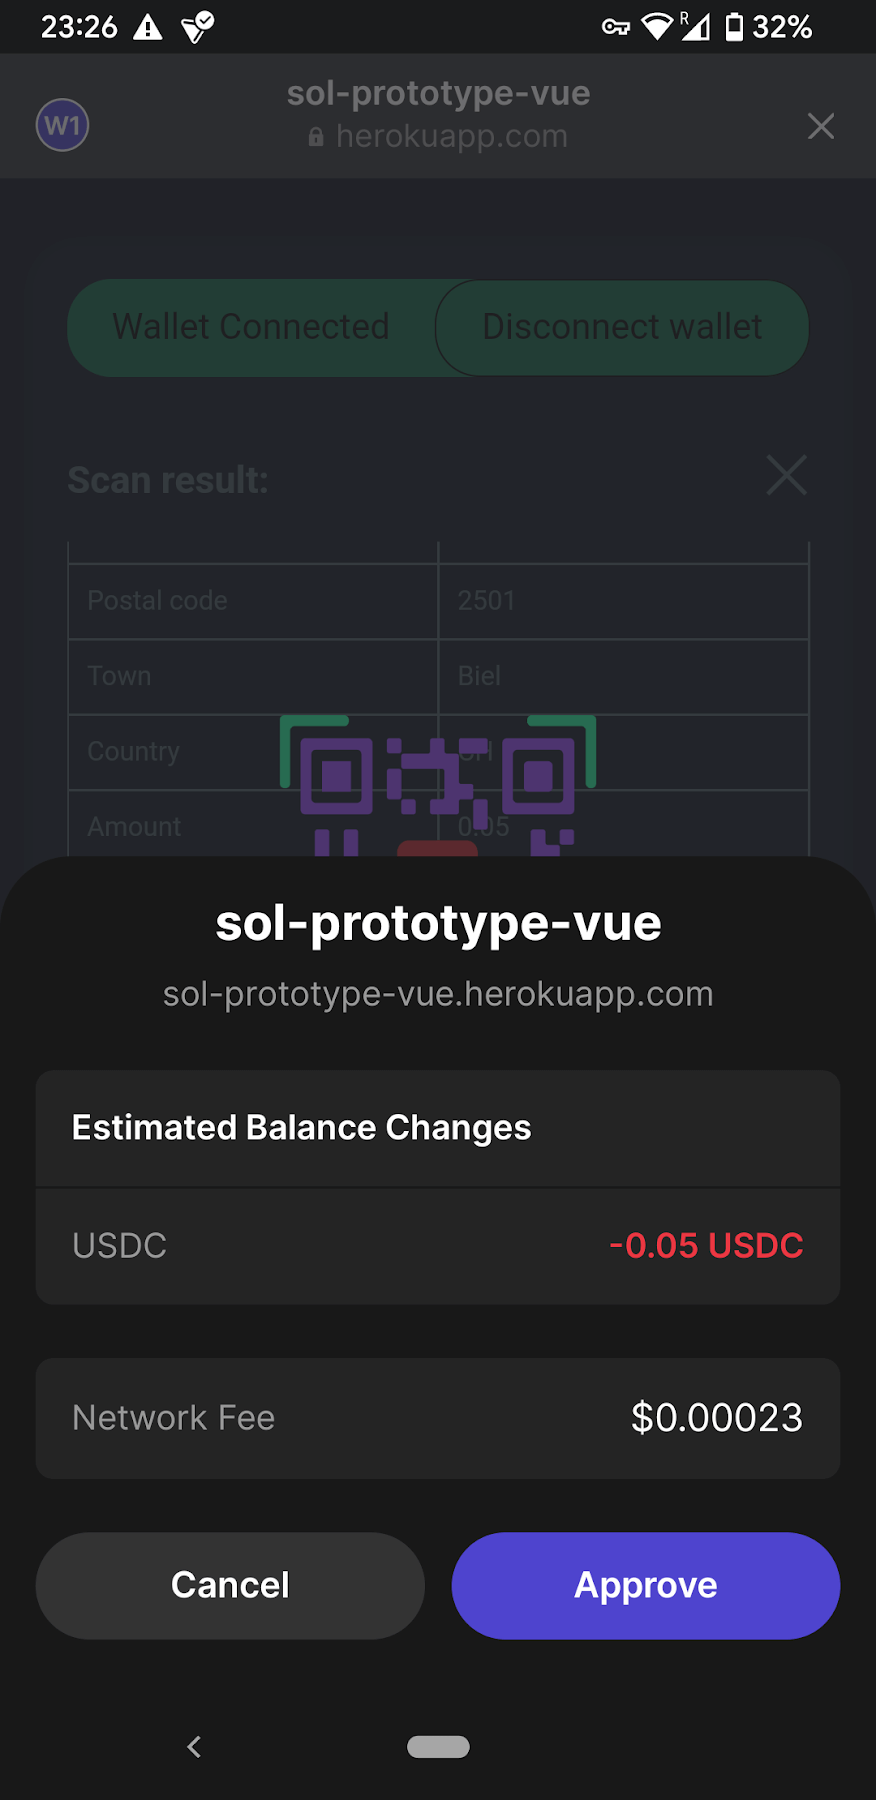 23:26
R
32%
W1
sol-prototype-vue
herokuapp.com
Wallet Connected
Disconnect wallet
Scan result:
Postal code 2501
Town Biel
Country CH
Amount 0.05
sol-prototype-vue
sol-prototype-vue.herokuapp.com
Estimated Balance Changes
USDC -0.05 USDC
Network Fee $0.00023
Cancel
Approve